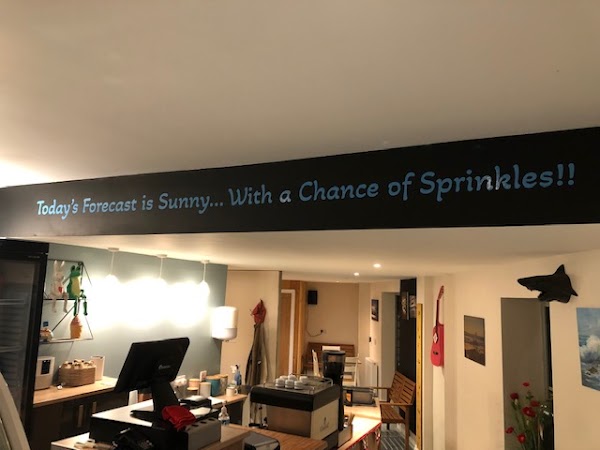 Today's Forecast is Sunny... With a Chance of Sprinkles!!